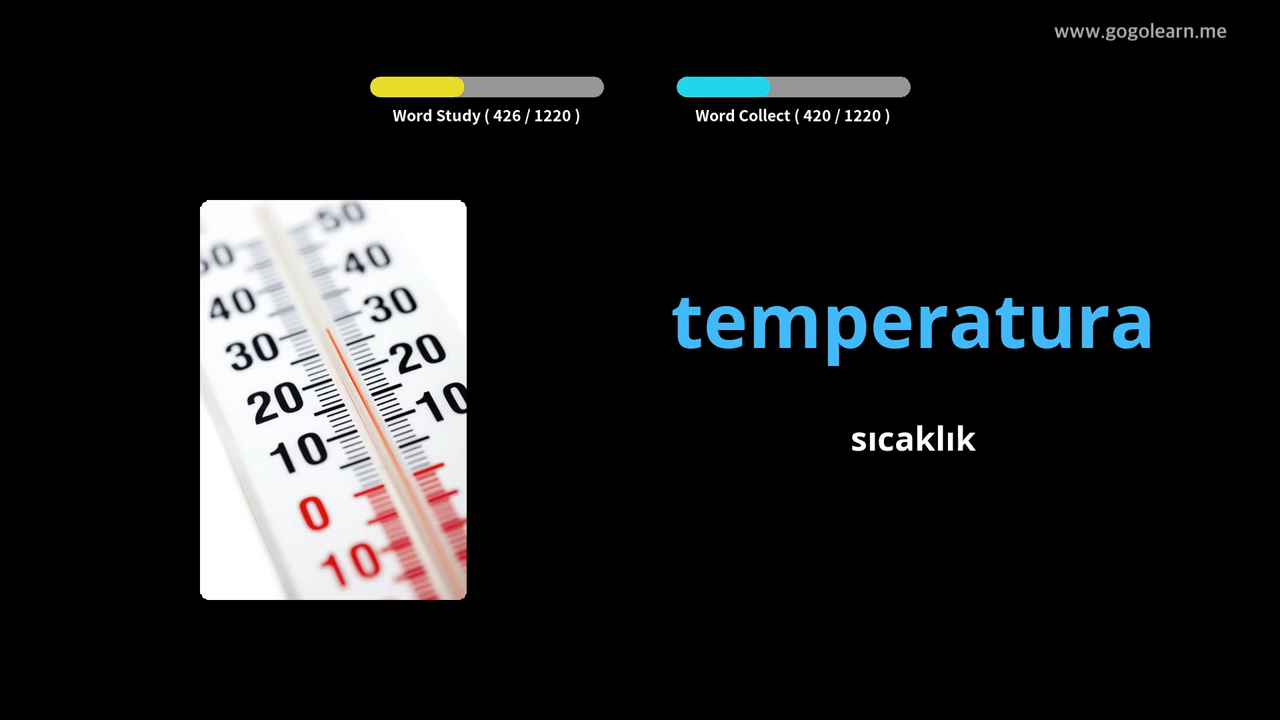 www.gogolearn.me
Word Study ( 426 / 1220 )
Word Collect ( 420 / 1220 )
50
50
40
40
30
30
20
20
10
10
0
10
temperatura
sıcaklık